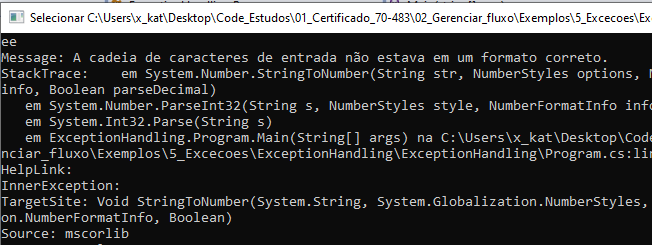 Selecionar C:\Users\x_kat\Desktop\Code_Estudos\01_Certificado_70-483\02_Gerenciar_fluxo\Exemplos\5_Excecoes\Ex
ee
Message: A cadeia de caracteres de entrada não estava em um formato correto.
StackTrace:    em System.Number.StringToNumber(String str, NumberStyles options,
info, Boolean parseDecimal)
   em System.Number.ParseInt32(String s, NumberStyles style, NumberFormatInfo info
   em System.Int32.Parse(String s)
   em ExceptionHandling.Program.Main(String[] args) na C:\Users\x_kat\Desktop\Code
nciar_fluxo\Exemplos\5_Excecoes\ExceptionHandling\ExceptionHandling\Program.cs:lin
HelpLink:
InnerException:
TargetSite: Void StringToNumber(System.String, System.Globalization.NumberStyles,
on.NumberFormatInfo, Boolean)
Source: mscorlib